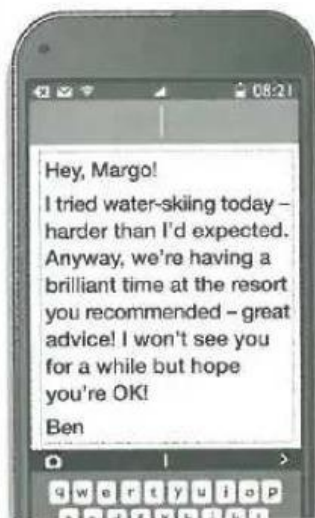 08:21
Hey, Margo!
I tried water-skiing today –
harder than I'd expected.
Anyway, we're having a
brilliant time at the resort
you recommended – great
advice! I won't see you
for a while but hope
you're OK!
Ben
q w e r t y u i o p